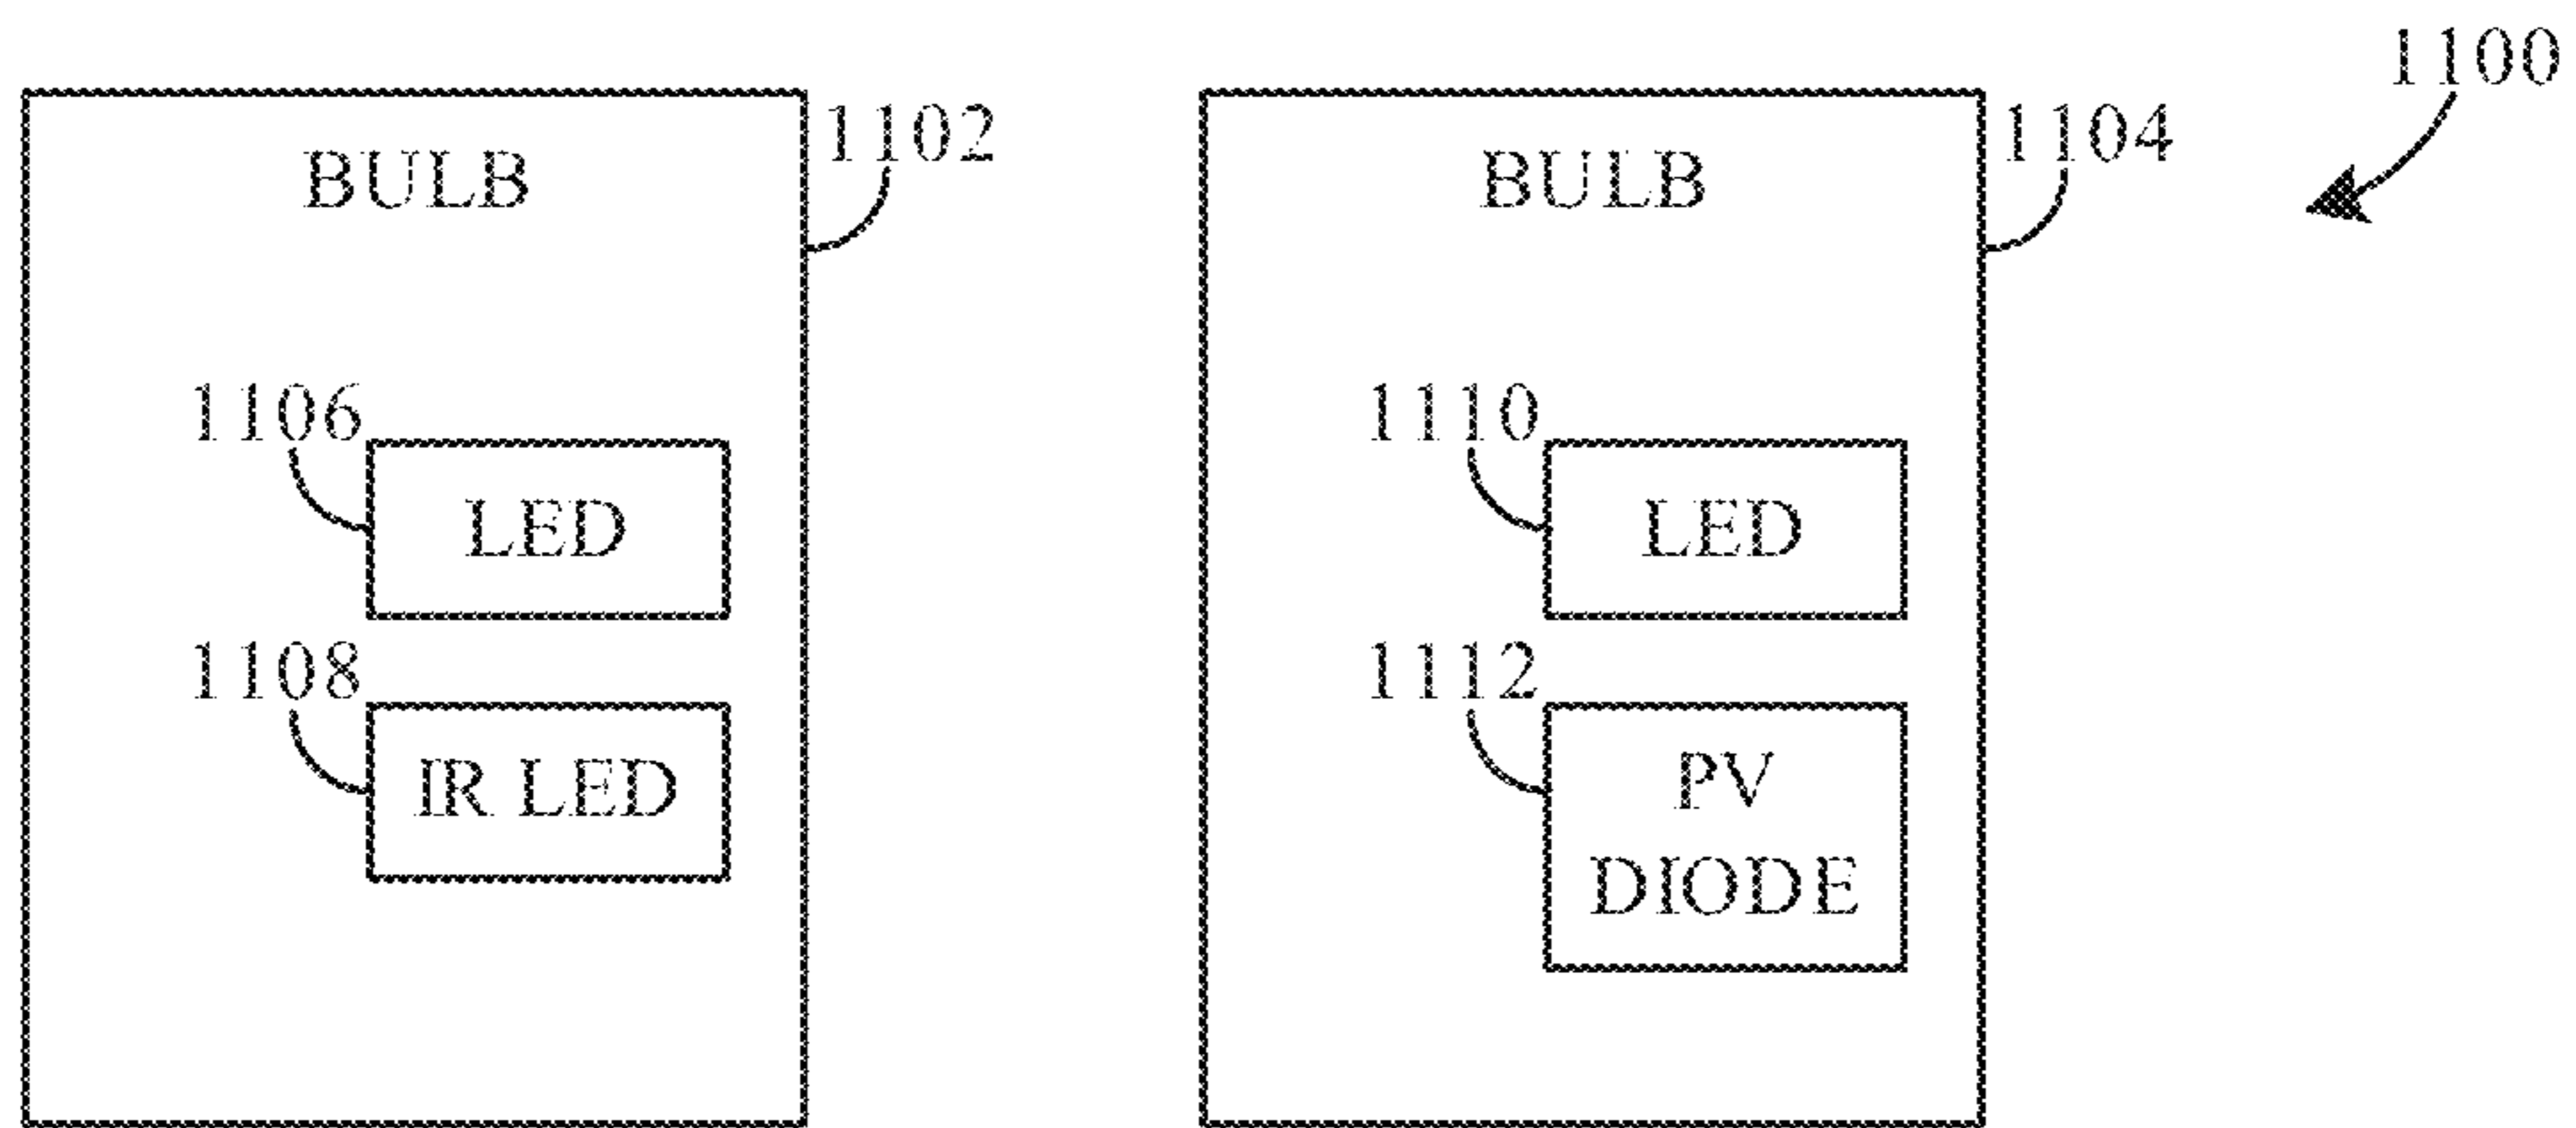 1100
BULB
1102
BULB
1104
1106
LED
1110
LED
1108
IR LED
1112
PV
DIODE